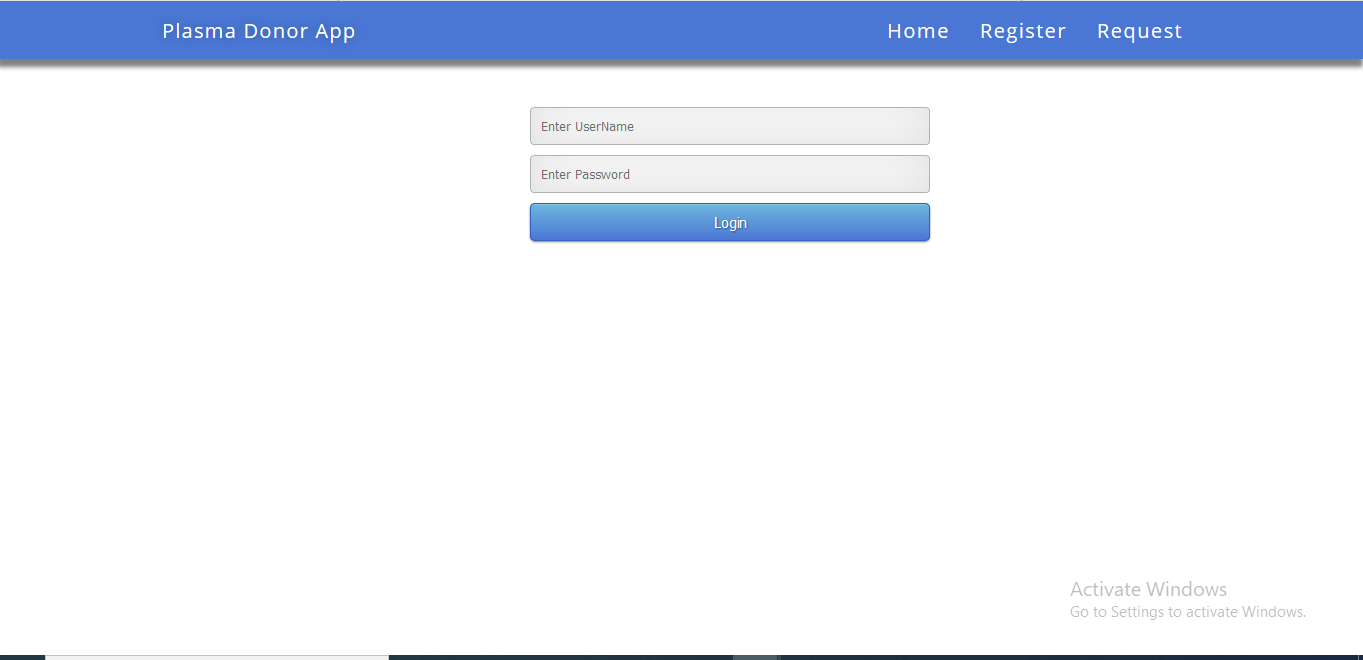 Plasma Donor App
Home Register Request
Enter UserName
Enter Password
Login
Activate Windows
Go to Settings to activate Windows.